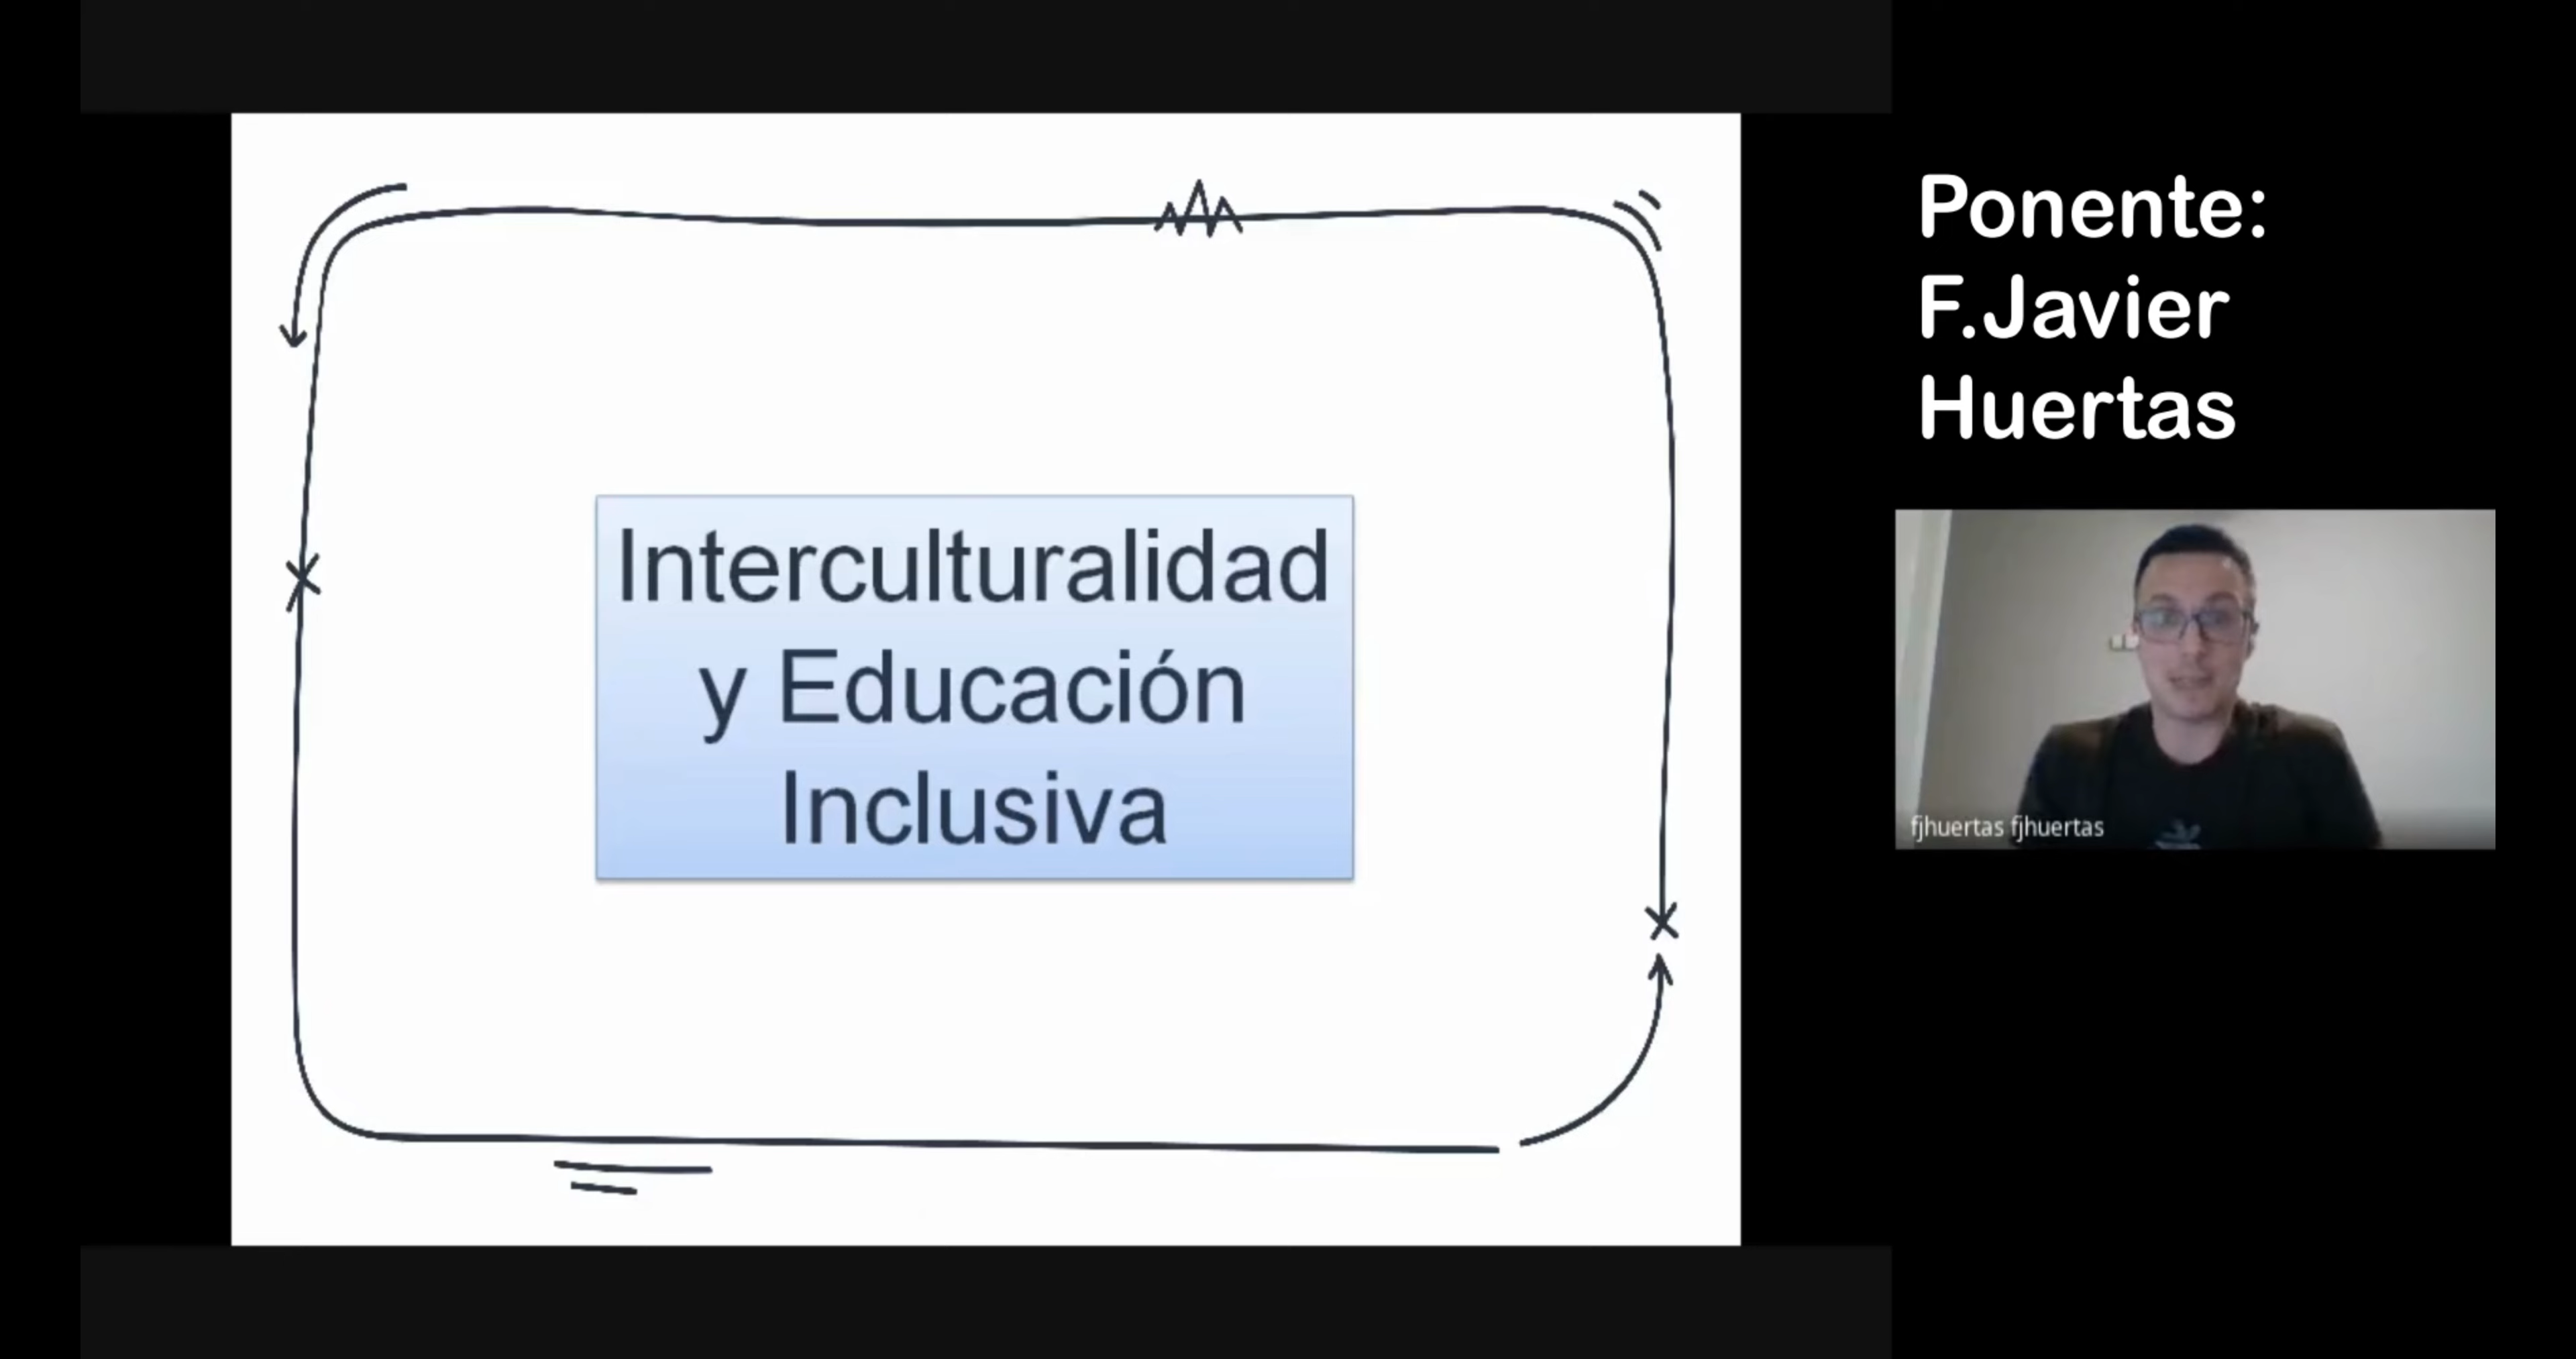 Interculturalidad
y Educación
Inclusiva
Ponente:
F.Javier
Huertas
fjhuertas fjhuertas